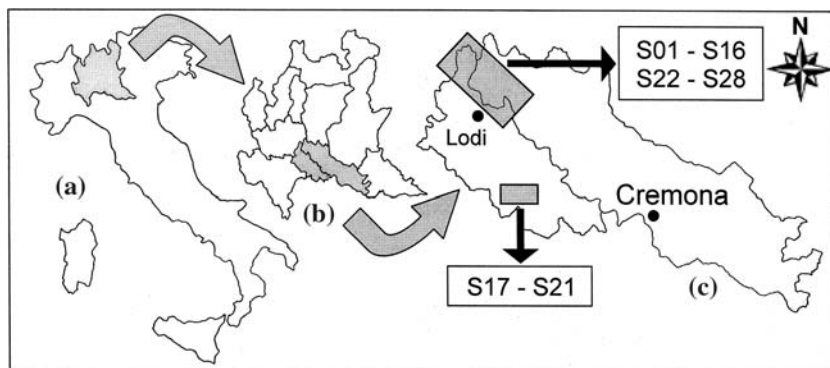 N
S01 - S16
S22 - S28
Lodi
(a)
(b)
Cremona
S17 - S21
(c)